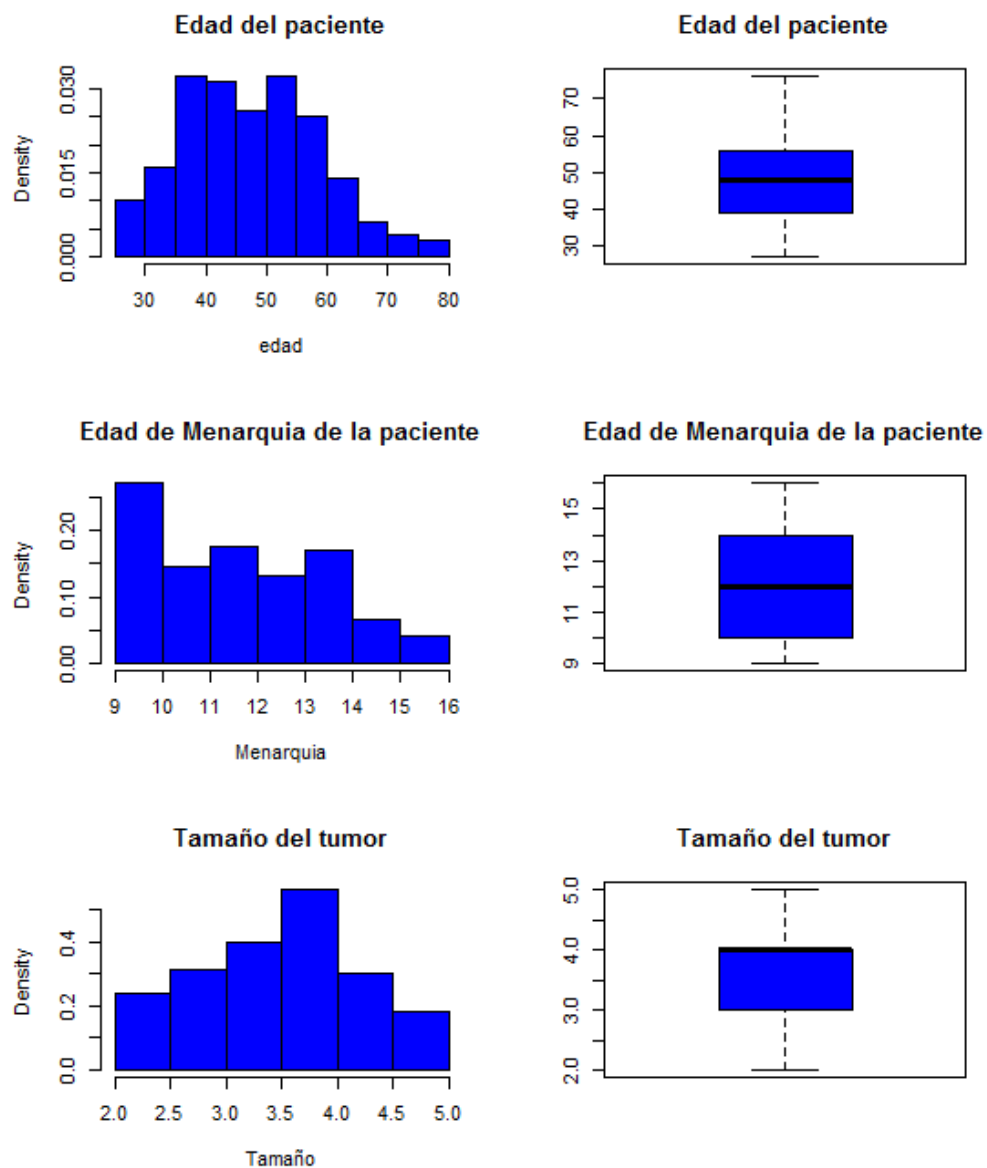 Edad del paciente
Density
0.000 0.015 0.030
30 40 50 60 70 80
edad
Edad del paciente
30 40 50 60 70
Edad de Menarquia de la paciente
Density
0.00 0.10 0.20
9 10 11 12 13 14 15 16
Menarquia
Edad de Menarquia de la paciente
9 11 13 15
Tamaño del tumor
Density
0.0 0.2 0.4
2.0 2.5 3.0 3.5 4.0 4.5 5.0
Tamaño
Tamaño del tumor
2.0 3.0 4.0 5.0